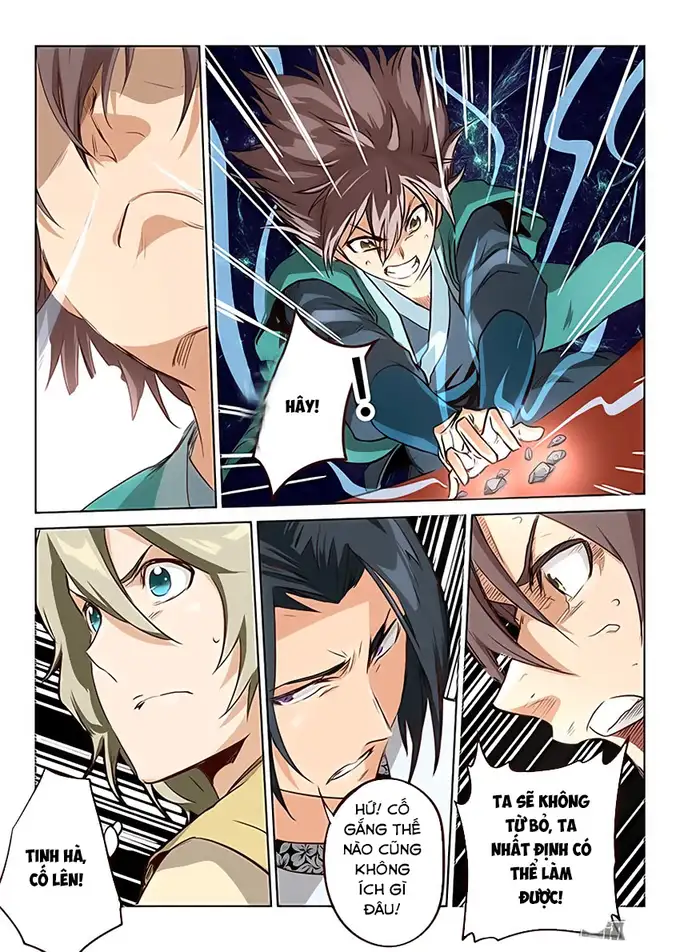 HÂY!
!
TINH HÀ,
CỐ LÊN!
HỨ! CỐ
GẮNG THẾ
NÀO CŨNG
KHÔNG
ÍCH GÌ
ĐÂU!
TA SẼ KHÔNG
TỪ BỎ, TA
NHẤT ĐỊNH CÓ
THỂ LÀM
ĐƯỢC!